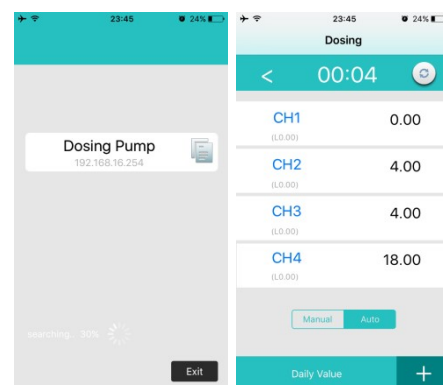 23:45
24%
Dosing Pump
192.168.16.254
searching.. 30%
Exit
23:45
24%
Dosing
< 00:04
CH1 0.00
(L0.00)
CH2 4.00
(L0.00)
CH3 4.00
(L0.00)
CH4 18.00
(L0.00)
Manual Auto
Daily Value +